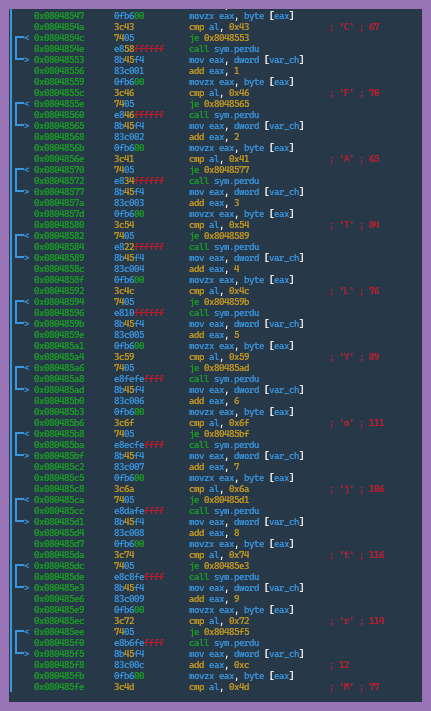 0x08048547 0fb600 movzx eax, byte [eax]
0x0804854a 3c43 cmp al, 0x43 ; 'C' ; 67
< 0x0804854c 7405 je 0x8048553
0x0804854e e858ffffff call sym.perdu
> 0x08048553 8b45f4 mov eax, dword [var_ch]
0x08048556 83c001 add eax, 1
0x08048559 0fb600 movzx eax, byte [eax]
0x0804855c 3c46 cmp al, 0x46 ; 'F' ; 70
< 0x0804855e 7405 je 0x8048565
0x08048560 e846ffffff call sym.perdu
> 0x08048565 8b45f4 mov eax, dword [var_ch]
0x08048568 83c002 add eax, 2
0x0804856b 0fb600 movzx eax, byte [eax]
0x0804856e 3c41 cmp al, 0x41 ; 'A' ; 65
< 0x08048570 7405 je 0x8048577
0x08048572 e834ffffff call sym.perdu
> 0x08048577 8b45f4 mov eax, dword [var_ch]
0x0804857a 83c003 add eax, 3
0x0804857d 0fb600 movzx eax, byte [eax]
0x08048580 3c54 cmp al, 0x54 ; 'T' ; 84
< 0x08048582 7405 je 0x8048589
0x08048584 e822ffffff call sym.perdu
> 0x08048589 8b45f4 mov eax, dword [var_ch]
0x0804858c 83c004 add eax, 4
0x0804858f 0fb600 movzx eax, byte [eax]
0x08048592 3c4c cmp al, 0x4c ; 'L' ; 76
< 0x08048594 7405 je 0x804859b
0x08048596 e810ffffff call sym.perdu
> 0x0804859b 8b45f4 mov eax, dword [var_ch]
0x0804859e 83c005 add eax, 5
0x080485a1 0fb600 movzx eax, byte [eax]
0x080485a4 3c59 cmp al, 0x59 ; 'Y' ; 89
< 0x080485a6 7405 je 0x80485ad
0x080485a8 e8fefeffff call sym.perdu
> 0x080485ad 8b45f4 mov eax, dword [var_ch]
0x080485b0 83c006 add eax, 6
0x080485b3 0fb600 movzx eax, byte [eax]
0x080485b6 3c6f cmp al, 0x6f ; 'o' ; 111
< 0x080485b8 7405 je 0x80485bf
0x080485ba e8ecfeffff call sym.perdu
> 0x080485bf 8b45f4 mov eax, dword [var_ch]
0x080485c2 83c007 add eax, 7
0x080485c5 0fb600 movzx eax, byte [eax]
0x080485c8 3c6a cmp al, 0x6a ; 'j' ; 106
< 0x080485ca 7405 je 0x80485d1
0x080485cc e8dafeffff call sym.perdu
> 0x080485d1 8b45f4 mov eax, dword [var_ch]
0x080485d4 83c008 add eax, 8
0x080485d7 0fb600 movzx eax, byte [eax]
0x080485da 3c74 cmp al, 0x74 ; 't' ; 116
< 0x080485dc 7405 je 0x80485e3
0x080485de e8c8feffff call sym.perdu
> 0x080485e3 8b45f4 mov eax, dword [var_ch]
0x080485e6 83c009 add eax, 9
0x080485e9 0fb600 movzx eax, byte [eax]
0x080485ec 3c72 cmp al, 0x72 ; 'r' ; 114
< 0x080485ee 7405 je 0x80485f5
0x080485f0 e8b6feffff call sym.perdu
> 0x080485f5 8b45f4 mov eax, dword [var_ch]
0x080485f8 83c00c add eax, 0xc ; 12
0x080485fb 0fb600 movzx eax, byte [eax]
0x080485fe 3c4d cmp al, 0x4d ; 'M' ; 77